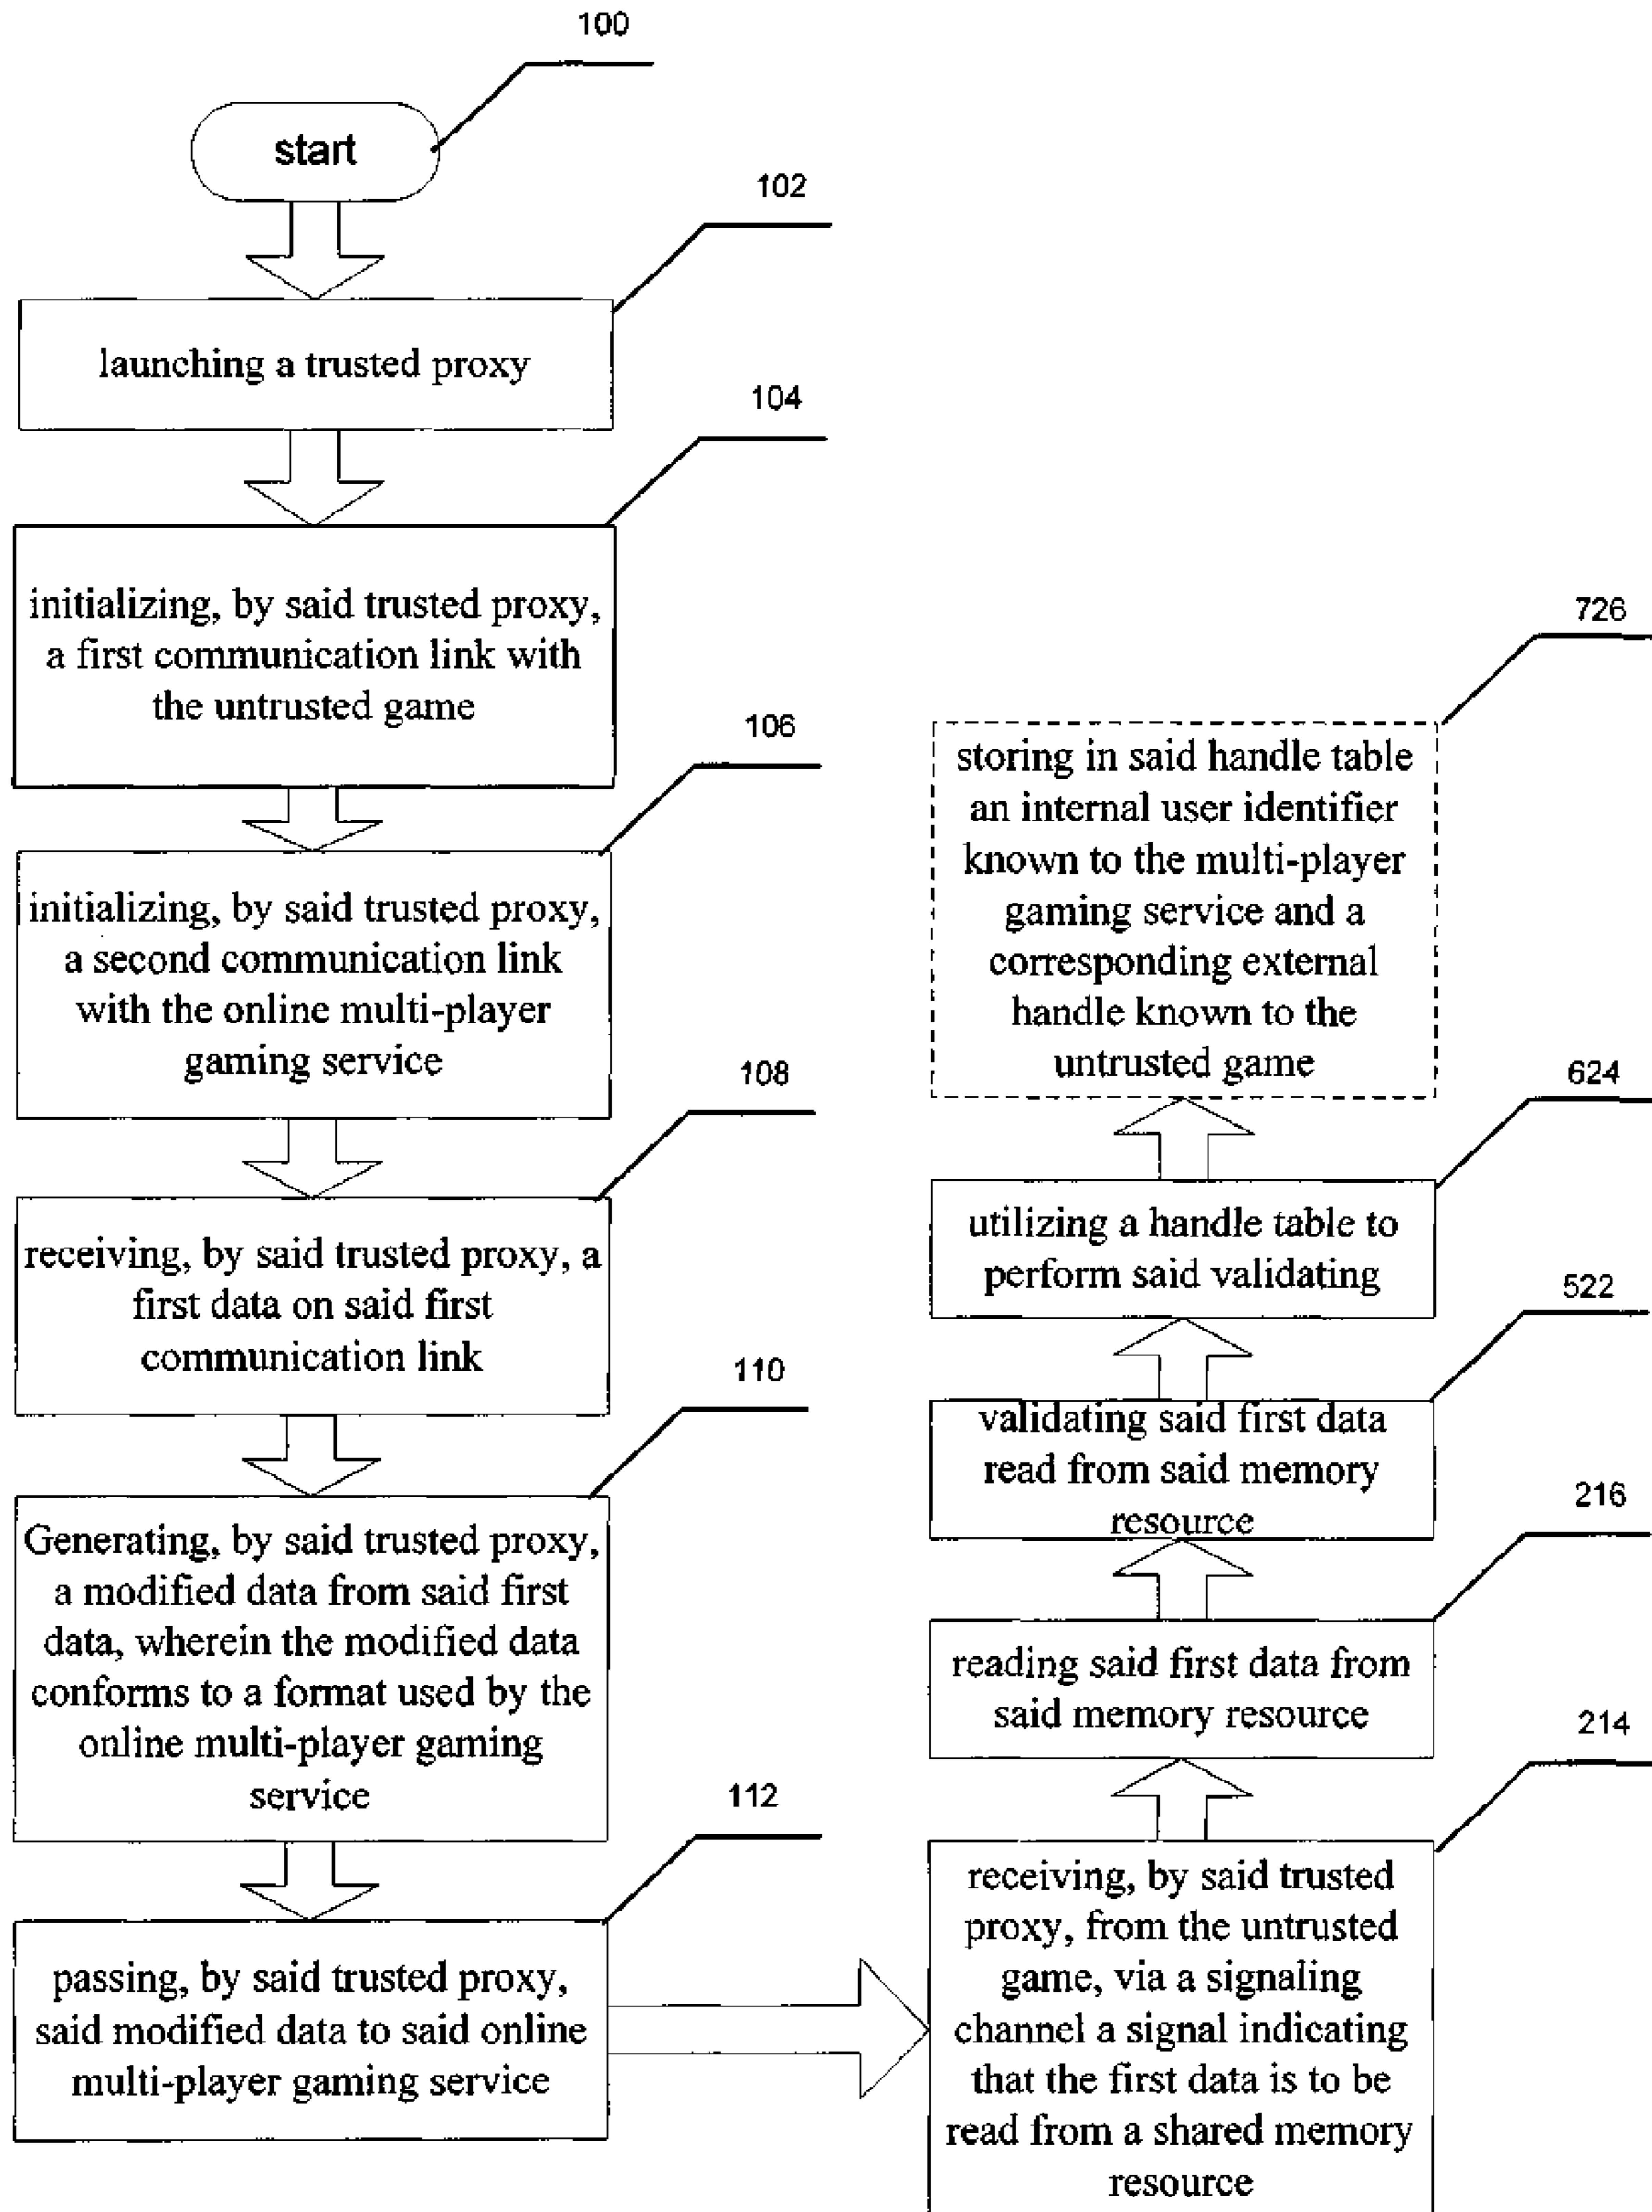 100
start
102
launching a trusted proxy
104
initializing, by said trusted proxy,
a first communication link with
the untrusted game
106
initializing, by said trusted proxy,
a second communication link
with the online multi-player
gaming service
108
receiving, by said trusted proxy, a
first data on said first
communication link
110
Generating, by said trusted proxy,
a modified data from said first
data, wherein the modified data
conforms to a format used by the
online multi-player gaming
service
112
passing, by said trusted proxy,
said modified data to said online
multi-player gaming service
726
storing in said handle table
an internal user identifier
known to the multi-player
gaming service and a
corresponding external
handle known to the
untrusted game
624
utilizing a handle table to
perform said validating
522
validating said first data
read from said memory
resource
216
reading said first data from
said memory resource
214
receiving, by said trusted
proxy, from the untrusted
game, via a signaling
channel a signal indicating
that the first data is to be
read from a shared memory
resource